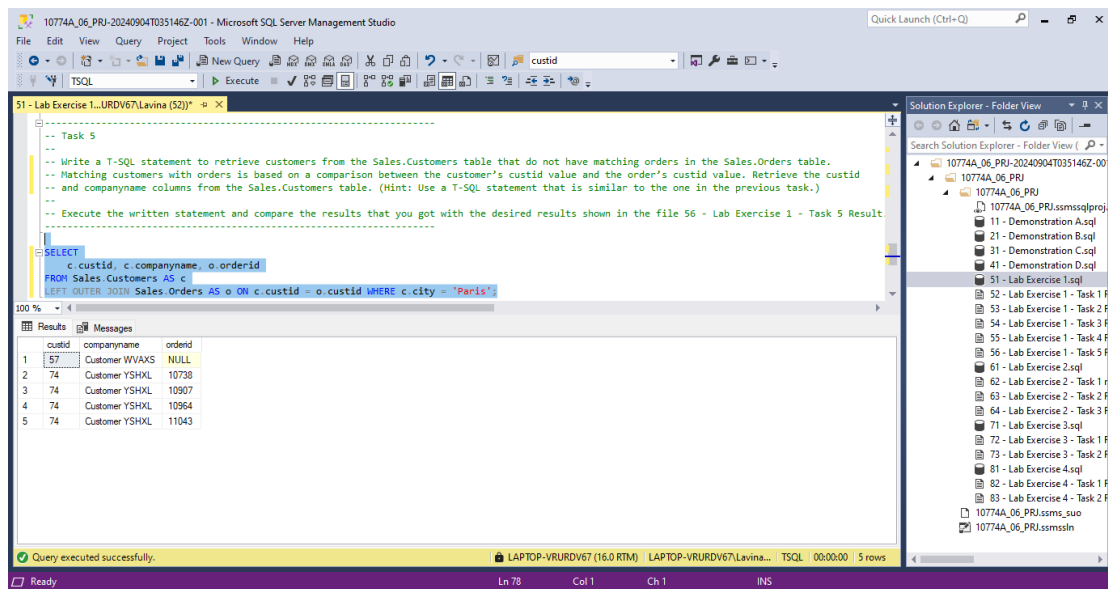 10774A_06_PRJ-20240904T035146Z-001 - Microsoft SQL Server Management Studio
Quick Launch (Ctrl+Q)
File Edit View Query Project Tools Window Help
New Query
custid
TSQL
Execute
51 - Lab Exercise 1...URDV67\Lavina (52))*
-- Task 5
--
-- Write a T-SQL statement to retrieve customers from the Sales.Customers table that do not have matching orders in the Sales.Orders table.
-- Matching customers with orders is based on a comparison between the customer's custid value and the order's custid value. Retrieve the custid
-- and companyname columns from the Sales.Customers table. (Hint: Use a T-SQL statement that is similar to the one in the previous task.)
--
-- Execute the written statement and compare the results that you got with the desired results shown in the file 56 - Lab Exercise 1 - Task 5 Result.
---------------------------------------------------------------------
SELECT
c.custid, c.companyname, o.orderid
FROM Sales.Customers AS c
LEFT OUTER JOIN Sales.Orders AS o ON c.custid = o.custid WHERE c.city = 'Paris';
100 %
Results Messages
custid companyname orderid
1 57 Customer WVAXS NULL
2 74 Customer YSHXL 10738
3 74 Customer YSHXL 10907
4 74 Customer YSHXL 10964
5 74 Customer YSHXL 11043
Query executed successfully.
LAPTOP-VRURDV67 (16.0 RTM) LAPTOP-VRURDV67\Lavina... TSQL 00:00:00 5 rows
Ready Ln 78 Col 1 Ch 1 INS
Solution Explorer - Folder View
Search Solution Explorer - Folder View (
10774A_06_PRJ-20240904T035146Z-001
10774A_06_PRJ
10774A_06_PRJ
10774A_06_PRJ.ssmssqlproj.
11 - Demonstration A.sql
21 - Demonstration B.sql
31 - Demonstration C.sql
41 - Demonstration D.sql
51 - Lab Exercise 1.sql
52 - Lab Exercise 1 - Task 1 F
53 - Lab Exercise 1 - Task 2 F
54 - Lab Exercise 1 - Task 3 F
55 - Lab Exercise 1 - Task 4 F
56 - Lab Exercise 1 - Task 5 F
61 - Lab Exercise 2.sql
62 - Lab Exercise 2 - Task 1 r
63 - Lab Exercise 2 - Task 2 F
64 - Lab Exercise 2 - Task 3 F
71 - Lab Exercise 3.sql
72 - Lab Exercise 3 - Task 1 F
73 - Lab Exercise 3 - Task 2 F
81 - Lab Exercise 4.sql
82 - Lab Exercise 4 - Task 1 F
83 - Lab Exercise 4 - Task 2 F
10774A_06_PRJ.ssms_suo
10774A_06_PRJ.ssmssln